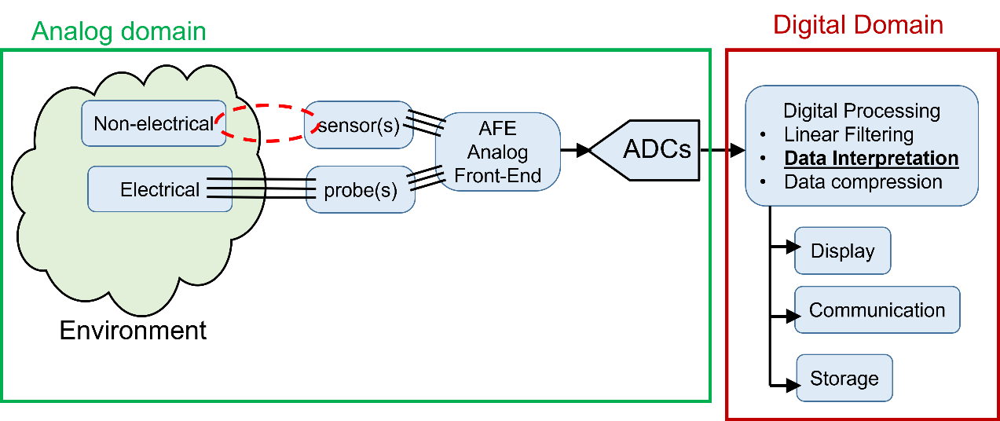 Analog domain
Digital Domain
Non-electrical
sensor(s)
Electrical
probe(s)
Environment
AFE
Analog
Front-End
ADCs
Digital Processing
• Linear Filtering
• Data Interpretation
• Data compression
Display
Communication
Storage